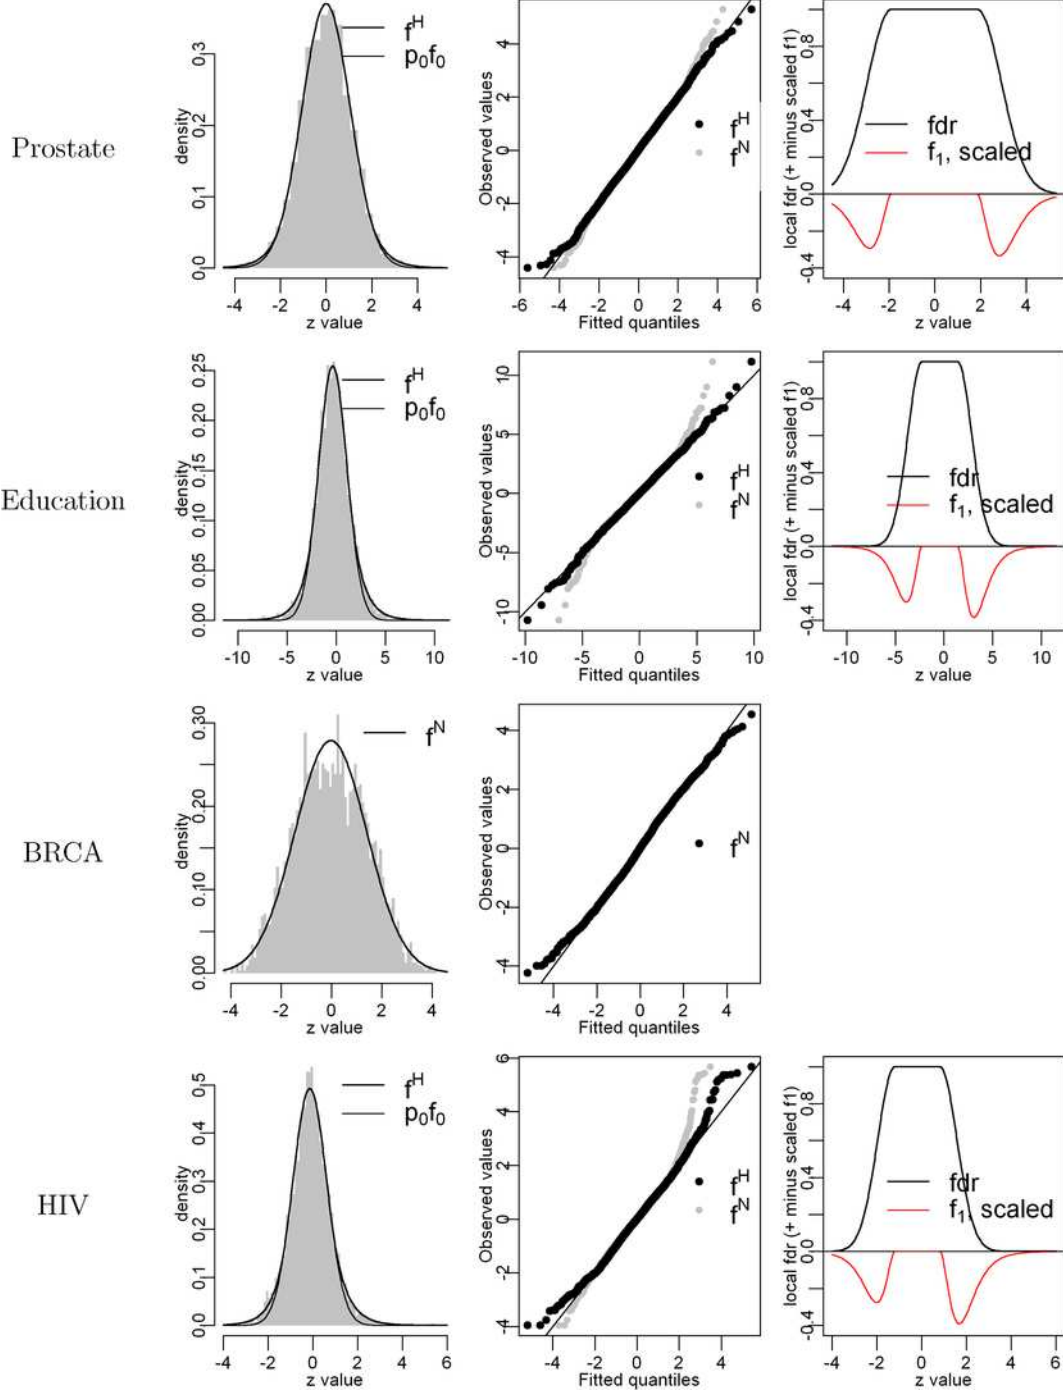 Prostate
density
0.0
0.1
0.2
0.3
f^H
p₀f₀
-4
-2
0
2
4
z value
Observed values
-4
-2
0
2
4
f^H
f^N
-6
-4
-2
0
2
4
6
Fitted quantiles
local fdr (+ minus scaled f1)
-0.4
0.0
0.4
0.8
fdr
f₁, scaled
-4
-2
0
2
4
z value
Education
density
0.00
0.05
0.10
0.15
0.20
0.25
f^H
p₀f₀
-10
-5
0
5
10
z value
Observed values
-10
-5
0
5
10
f^H
f^N
-10
-5
0
5
10
Fitted quantiles
local fdr (+ minus scaled f1)
-0.4
0.0
0.4
0.8
fdr
f₁, scaled
-10
-5
0
5
10
z value
BRCA
density
0.00
0.10
0.20
0.30
f^N
-4
-2
0
2
4
z value
Observed values
-4
-2
0
2
4
f^N
-4
-2
0
2
4
Fitted quantiles
HIV
density
0.0
0.1
0.2
0.3
0.4
0.5
f^H
p₀f₀
-4
-2
0
2
4
6
z value
Observed values
-4
-2
0
2
4
6
f^H
f^N
-4
-2
0
2
4
Fitted quantiles
local fdr (+ minus scaled f1)
-0.4
0.0
0.4
0.8
fdr
f₁, scaled
-4
-2
0
2
4
6
z value